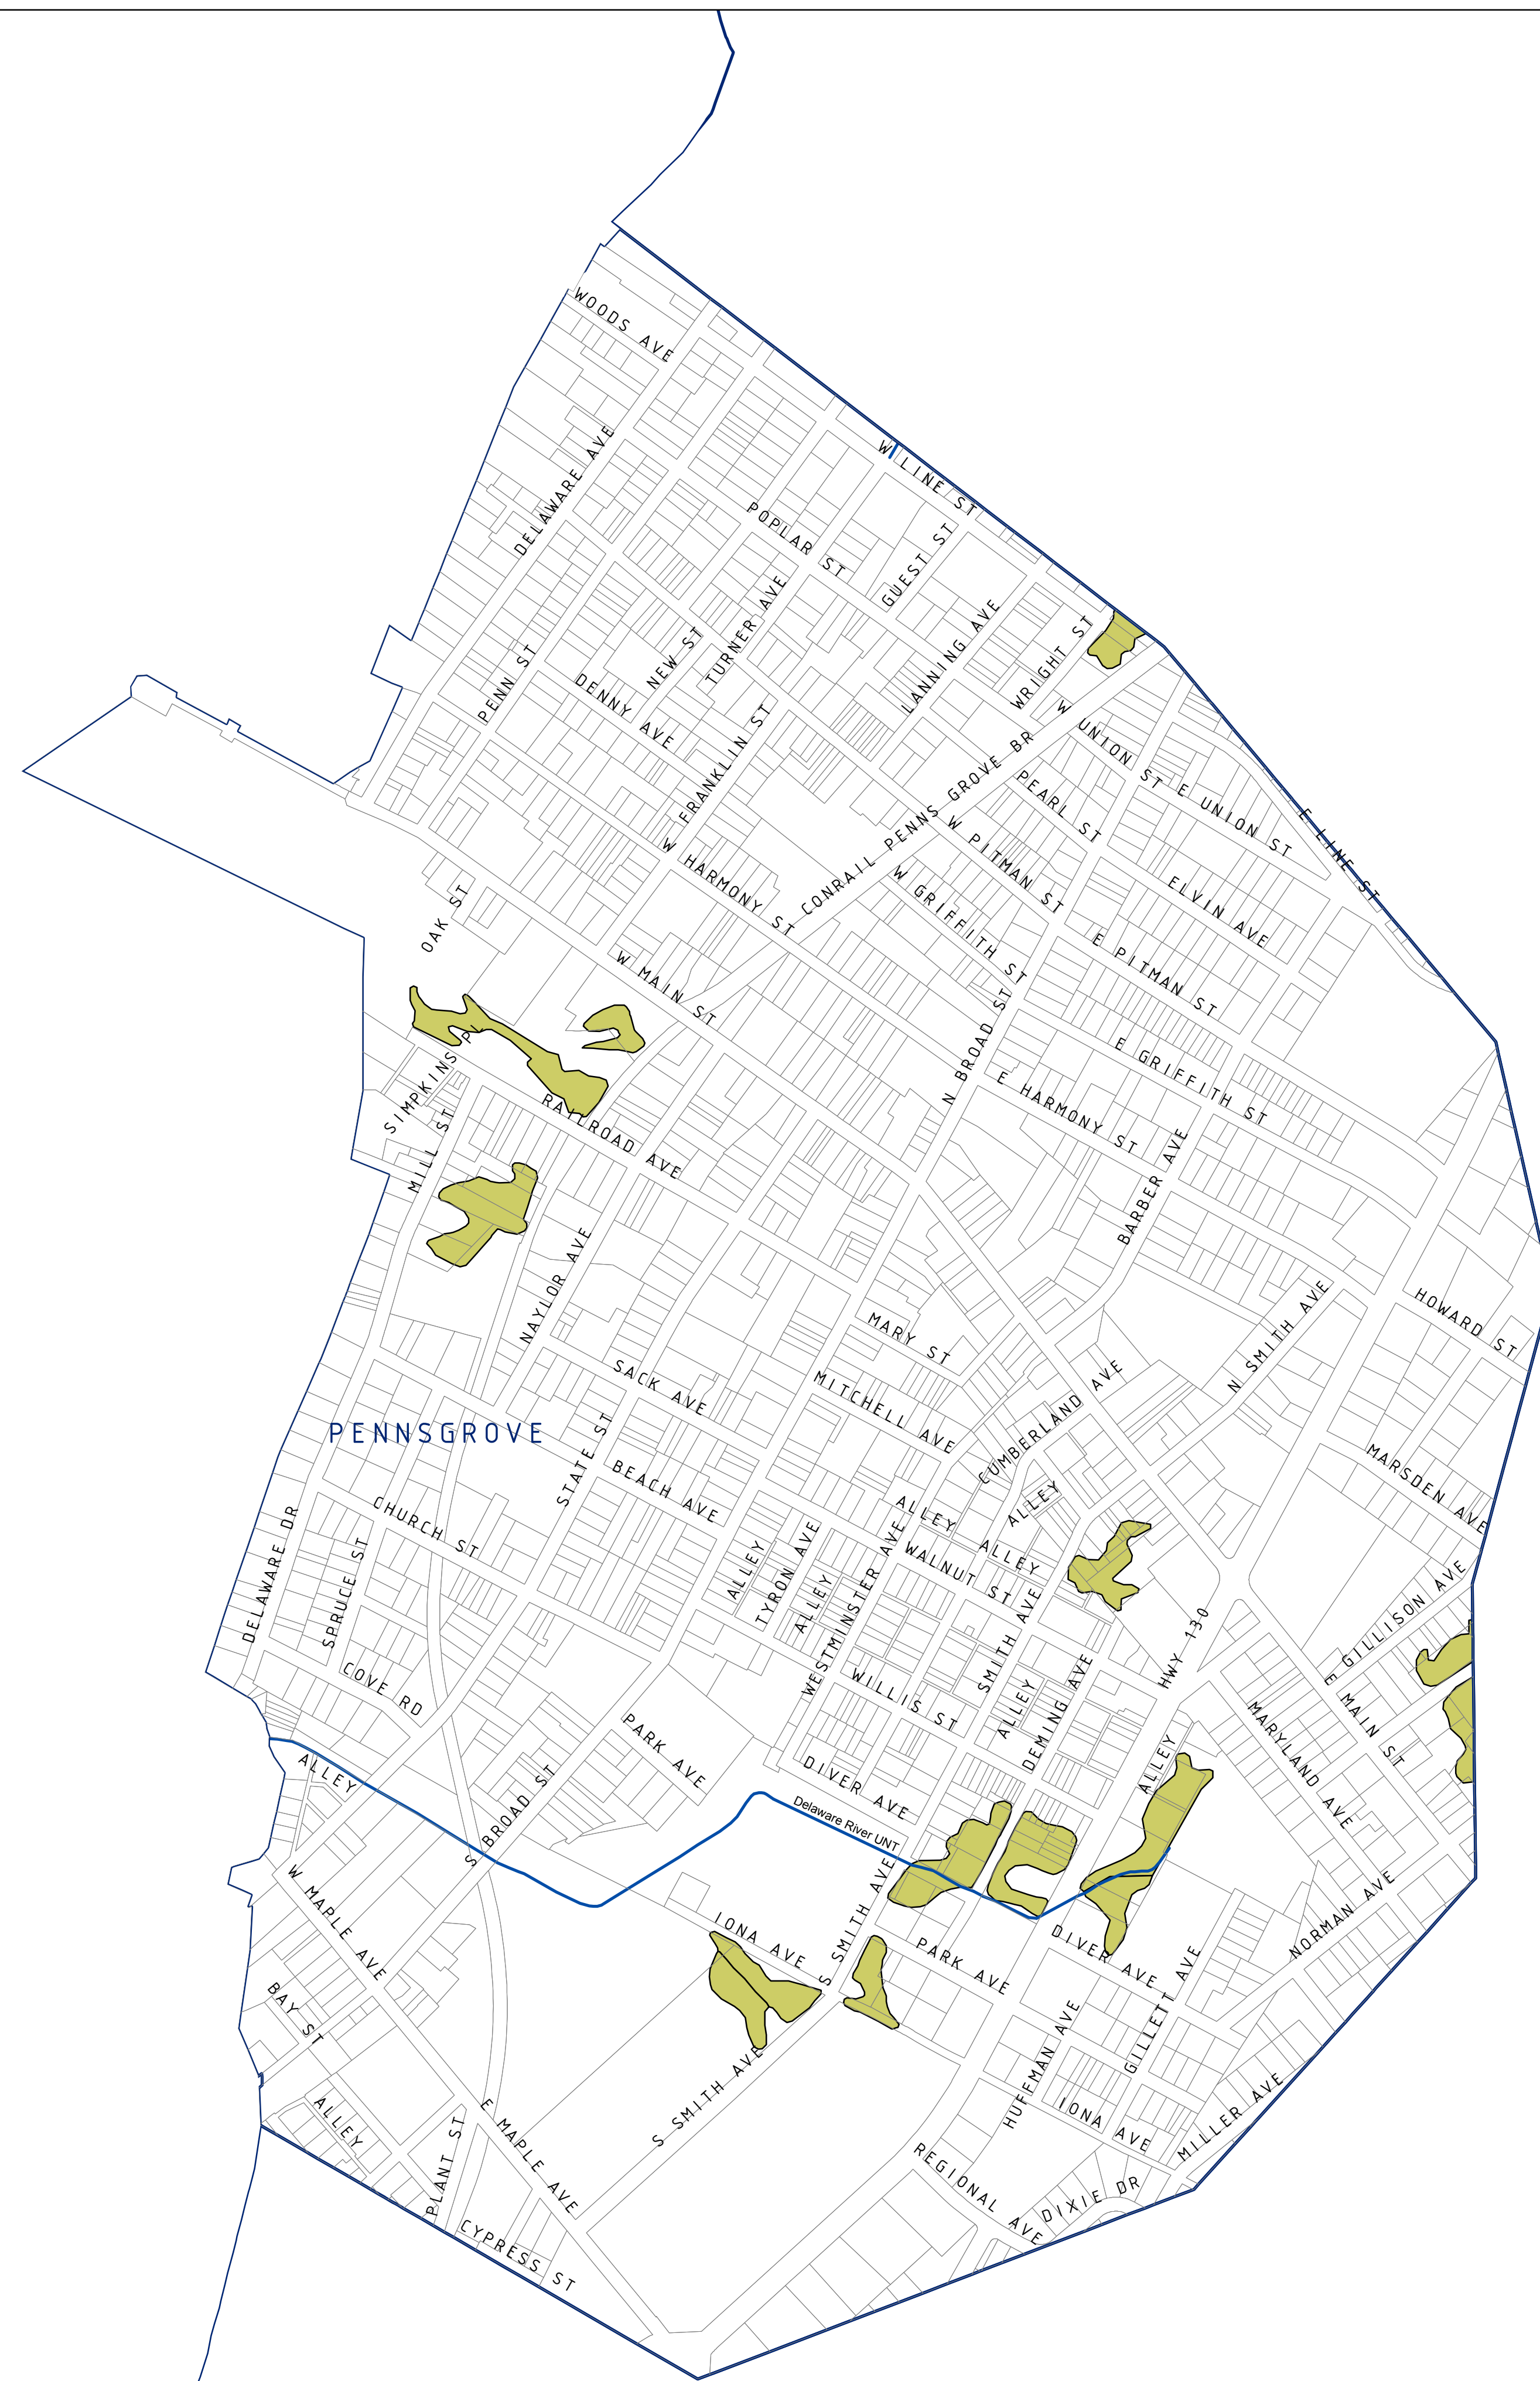 WOODS AVE
W LINE ST
DELAWARE AVE
POPLAR ST
GUEST ST
TURNER AVE
LANNING AVE
WRIGHT ST
NEW ST
PENN ST
DENNY AVE
W UNION ST
E UNION ST
FRANKLIN ST
CONRAIL PENNS GROVE BR
PEARL ST
E LINE ST
W PITMAN ST
W HARMONY ST
W GRIFFITH ST
ELVIN AVE
OAK ST
E PITMAN ST
W MAIN ST
N BROAD ST
E GRIFFITH ST
SIMPKINS PL
RAILROAD AVE
E HARMONY ST
MILL ST
BARBER AVE
NAYLOR AVE
MARY ST
N SMITH AVE
HOWARD ST
SACK AVE
MITCHELL AVE
CUMBERLAND AVE
PENNSGROVE
STATE ST
BEACH AVE
MARSDEN AVE
CHURCH ST
ALLEY
ALLEY
ALLEY
DELAWARE DR
SPRUCE ST
ALLEY
TYRON AVE
ALLEY
WESTMINSTER AVE
WALNUT ST
SMITH AVE
GILLISON AVE
HWY 130
COVE RD
WILLIS ST
ALLEY
DEMING AVE
E MAIN ST
MARYLAND AVE
PARK AVE
ALLEY
ALLEY
DIVER AVE
S BROAD ST
Delaware River UNT
W MAPLE AVE
S SMITH AVE
IONA AVE
PARK AVE
DIVER AVE
NORMAN AVE
BAY ST
HUFFMAN AVE
GILLETT AVE
S SMITH AVE
ALLEY
PLANT ST
E MAPLE AVE
IONA AVE
MILLER AVE
REGIONAL AVE
DIXIE DR
CYPRESS ST